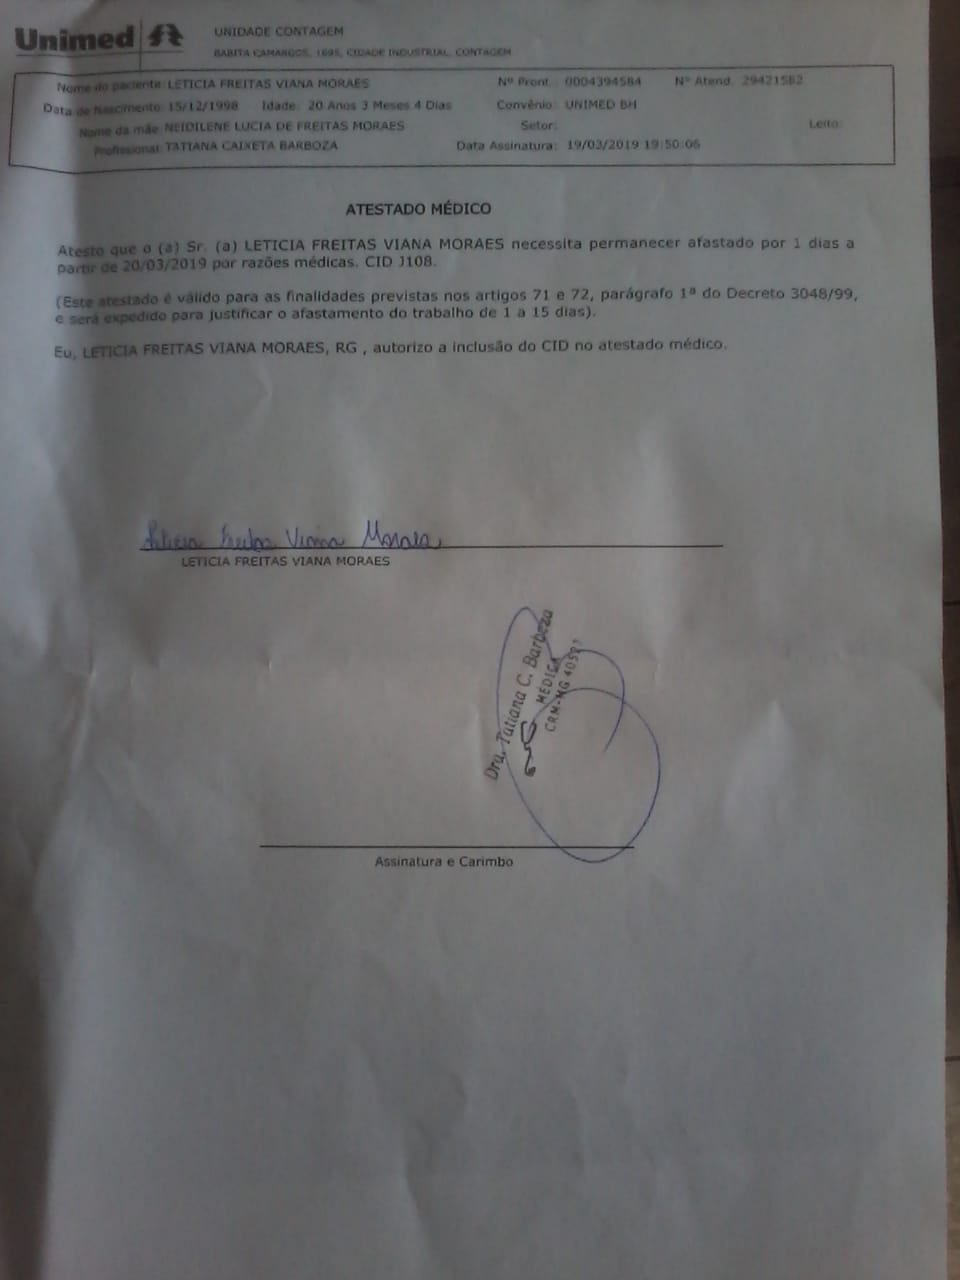 Unimed
UNIDADE CONTAGEM
BABITA CAMARGOS, 1695, CIDADE INDUSTRIAL, CONTAGEM
Nome do paciente: LETICIA FREITAS VIANA MORAES Nº Pront.: 0004394584 Nº Atend. 29421582
Data de Nascimento: 15/12/1998 Idade: 20 Anos 3 Meses 4 Dias Convênio: UNIMED BH
Nome da mãe: NEIDILENE LUCIA DE FREITAS MORAES Setor: Leito:
Profissional: TATIANA CAIXETA BARBOZA Data Assinatura: 19/03/2019 19:50:06
ATESTADO MÉDICO
Atesto que o (a) Sr. (a) LETICIA FREITAS VIANA MORAES necessita permanecer afastado por 1 dias a
partir de 20/03/2019 por razões médicas. CID J108.
(Este atestado é válido para as finalidades previstas nos artigos 71 e 72, parágrafo 1ª do Decreto 3048/99,
e será expedido para justificar o afastamento do trabalho de 1 a 15 dias).
Eu, LETICIA FREITAS VIANA MORAES, RG , autorizo a inclusão do CID no atestado médico.
Leticia Freitas Viana Moraes
LETICIA FREITAS VIANA MORAES
Dra. Tatiana C. Barboza
MÉDICA
CRM-MG
Assinatura e Carimbo